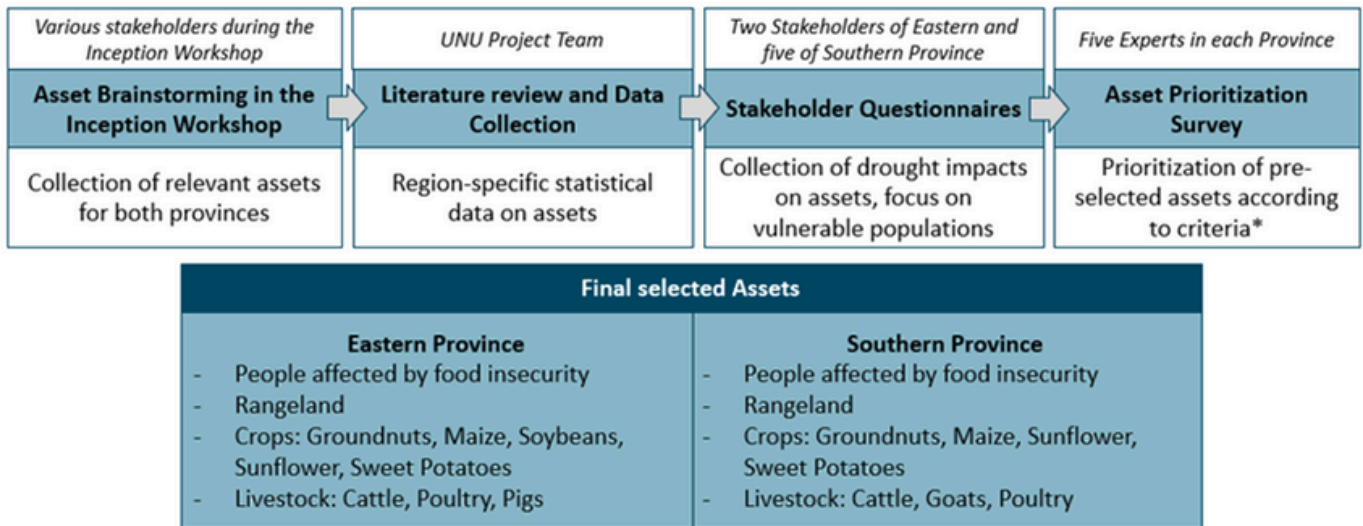 Various stakeholders during the
Inception Workshop
Asset Brainstorming in the
Inception Workshop
Collection of relevant assets
for both provinces
UNU Project Team
Literature review and Data
Collection
Region-specific statistical
data on assets
Two Stakeholders of Eastern and
five of Southern Province
Stakeholder Questionnaires
Collection of drought impacts
on assets, focus on
vulnerable populations
Five Experts in each Province
Asset Prioritization
Survey
Prioritization of pre-
selected assets according
to criteria*
Final selected Assets
Eastern Province
- People affected by food insecurity
- Rangeland
- Crops: Groundnuts, Maize, Soybeans,
Sunflower, Sweet Potatoes
- Livestock: Cattle, Poultry, Pigs
Southern Province
- People affected by food insecurity
- Rangeland
- Crops: Groundnuts, Maize, Sunflower,
Sweet Potatoes
- Livestock: Cattle, Goats, Poultry